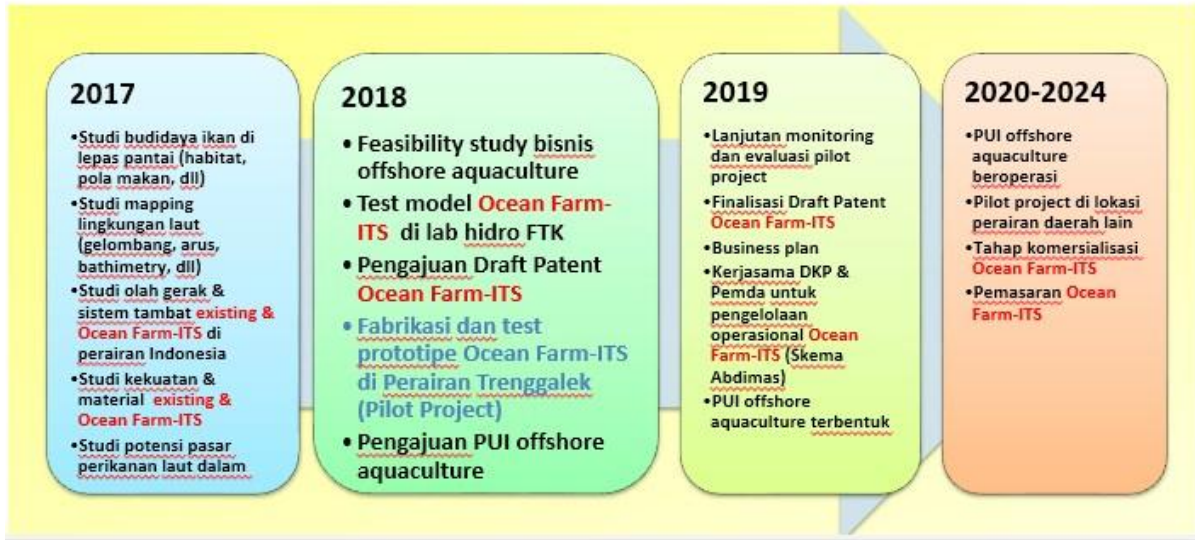 2017
•Studi budidaya ikan di
lepas pantai (habitat,
pola makan, dll)
•Studi mapping
lingkungan laut
(gelombang, arus,
bathimetry, dll)
•Studi olah gerak &
sistem tambat existing &
Ocean Farm-ITS di
perairan Indonesia
•Studi kekuatan &
material existing &
Ocean Farm-ITS
•Studi potensi pasar
perikanan laut dalam
2018
• Feasibility study bisnis
offshore aquaculture
• Test model Ocean Farm-
ITS di lab hidro FTK
• Pengajuan Draft Patent
Ocean Farm-ITS
• Fabrikasi dan test
prototipe Ocean Farm-ITS
di Perairan Trenggalek
(Pilot Project)
• Pengajuan PUI offshore
aquaculture
2019
•Lanjutan monitoring
dan evaluasi pilot
project
•Finalisasi Draft Patent
Ocean Farm-ITS
•Business plan
•Kerjasama DKP &
Pemda untuk
pengelolaan
operasional Ocean
Farm-ITS (Skema
Abdimas)
•PUI offshore
aquaculture terbentuk
2020-2024
•PUI offshore
aquaculture
beroperasi
•Pilot project di lokasi
perairan daerah lain
•Tahap komersialisasi
Ocean Farm-ITS
•Pemasaran Ocean
Farm-ITS